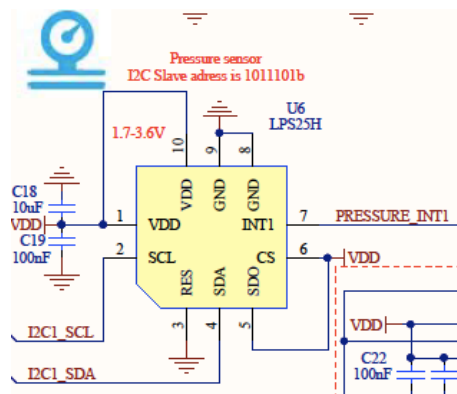 Pressure sensor
I2C Slave adress is 1011101b
U6
LPS25H
1.7-3.6V
10
9
8
VDD
GND
GND
C18
10uF
VDD
C19
100nF
1
VDD
INT1
7
PRESSURE_INT1
2
SCL
CS
6
VDD
RES
SDA
SDO
3
4
5
I2C1_SCL
I2C1_SDA
VDD
C22
100nF